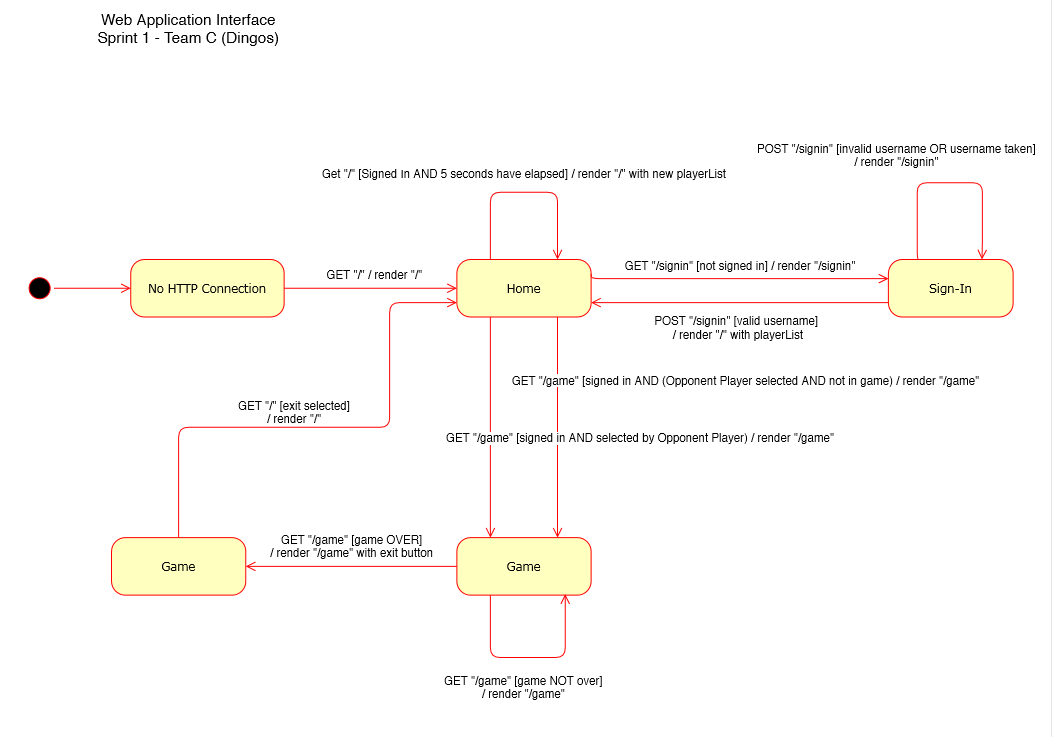 Web Application Interface
Sprint 1 - Team C (Dingos)
POST "/signin" [invalid username OR username taken]
/ render "/signin"
Get "/" [Signed In AND 5 seconds have elapsed] / render "/" with new playerList
GET "/signin" [not signed in] / render "/signin"
GET "/" / render "/"
No HTTP Connection
Home
Sign-In
POST "/signin" [valid username]
/ render "/" with playerList
GET "/game" [signed in AND (Opponent Player selected AND not in game) / render "/game"
GET "/" [exit selected]
/ render "/"
GET "/game" [signed in AND selected by Opponent Player) / render "/game"
GET "/game" [game OVER]
/ render "/game" with exit button
Game
Game
GET "/game" [game NOT over]
/ render "/game"